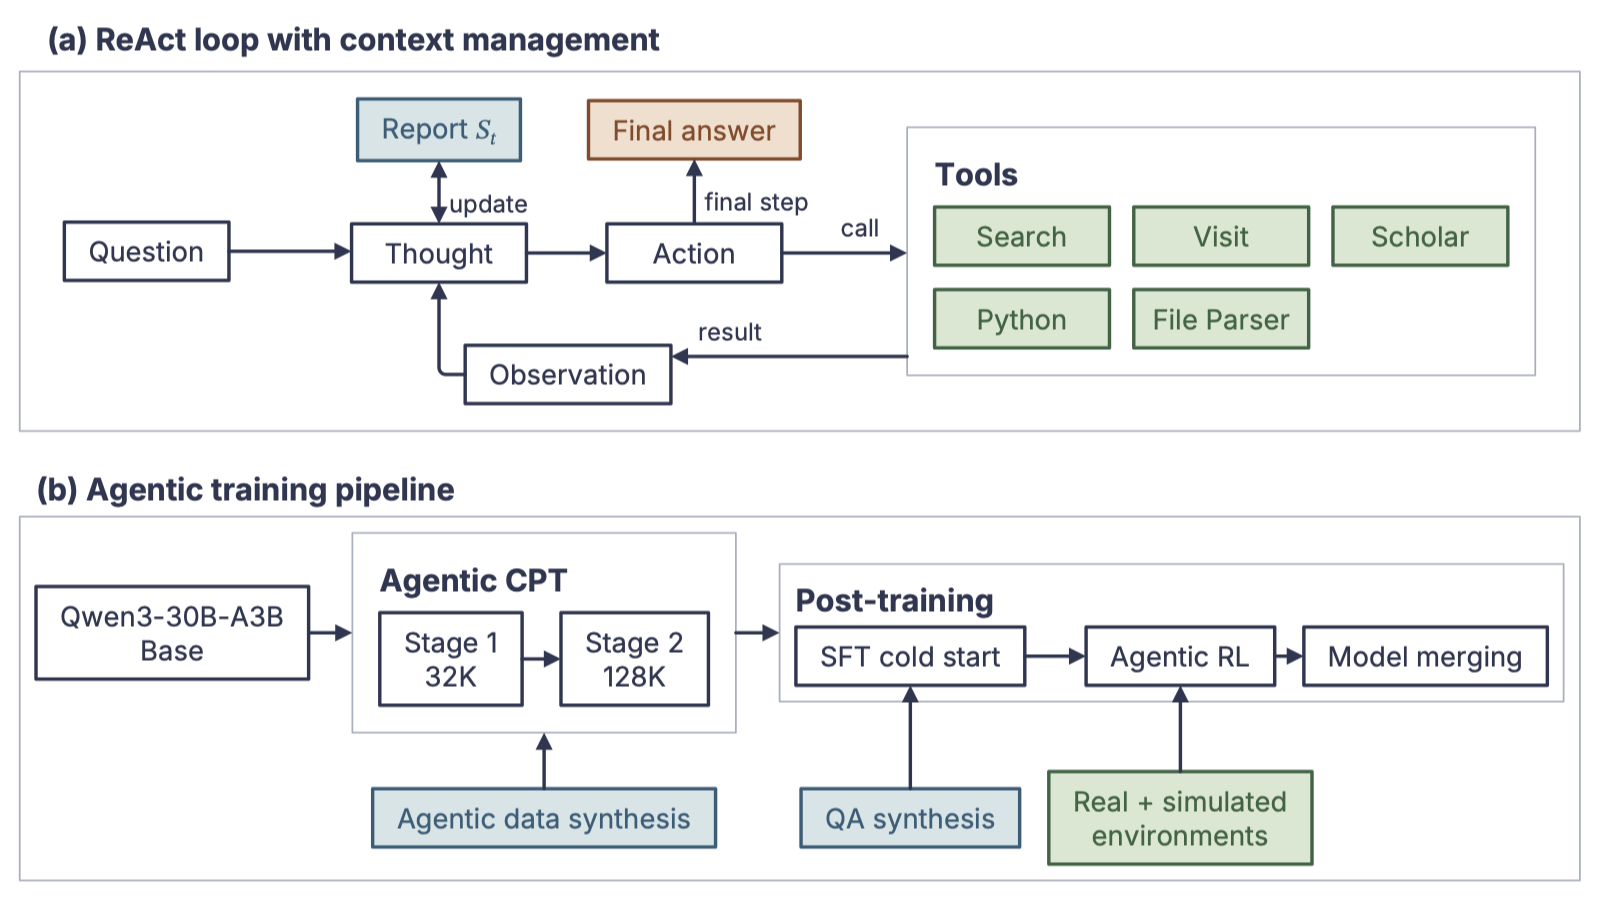 (a) ReAct loop with context management
Report Sₜ
Final answer
update
final step
Question
Thought
Action
call
Tools
Search
Visit
Scholar
Python
File Parser
result
Observation
(b) Agentic training pipeline
Qwen3-30B-A3B
Base
Agentic CPT
Stage 1
32K
Stage 2
128K
Post-training
SFT cold start
Agentic RL
Model merging
Agentic data synthesis
QA synthesis
Real + simulated
environments